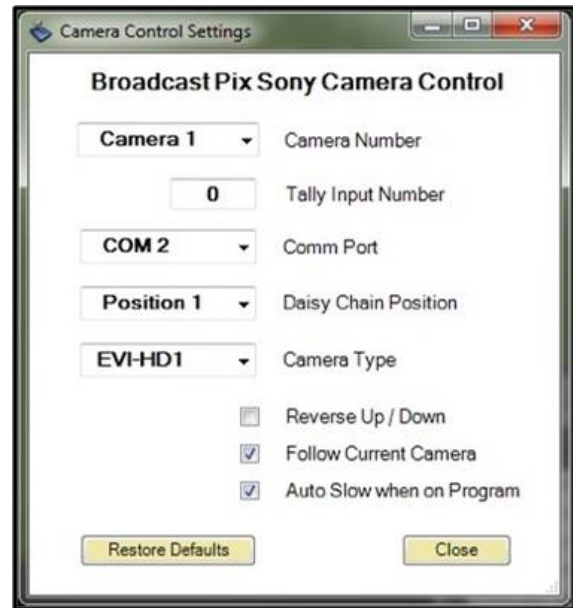 Camera Control Settings
Broadcast Pix Sony Camera Control
Camera 1 Camera Number
0 Tally Input Number
COM 2 Comm Port
Position 1 Daisy Chain Position
EVI-HD1 Camera Type
Reverse Up / Down
Follow Current Camera
Auto Slow when on Program
Restore Defaults Close